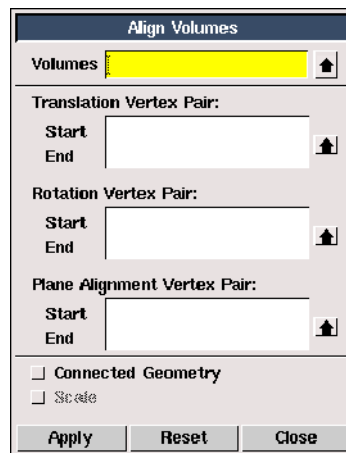 Align Volumes
Volumes
Translation Vertex Pair:
Start
End
Rotation Vertex Pair:
Start
End
Plane Alignment Vertex Pair:
Start
End
Connected Geometry
Scale
Apply Reset Close